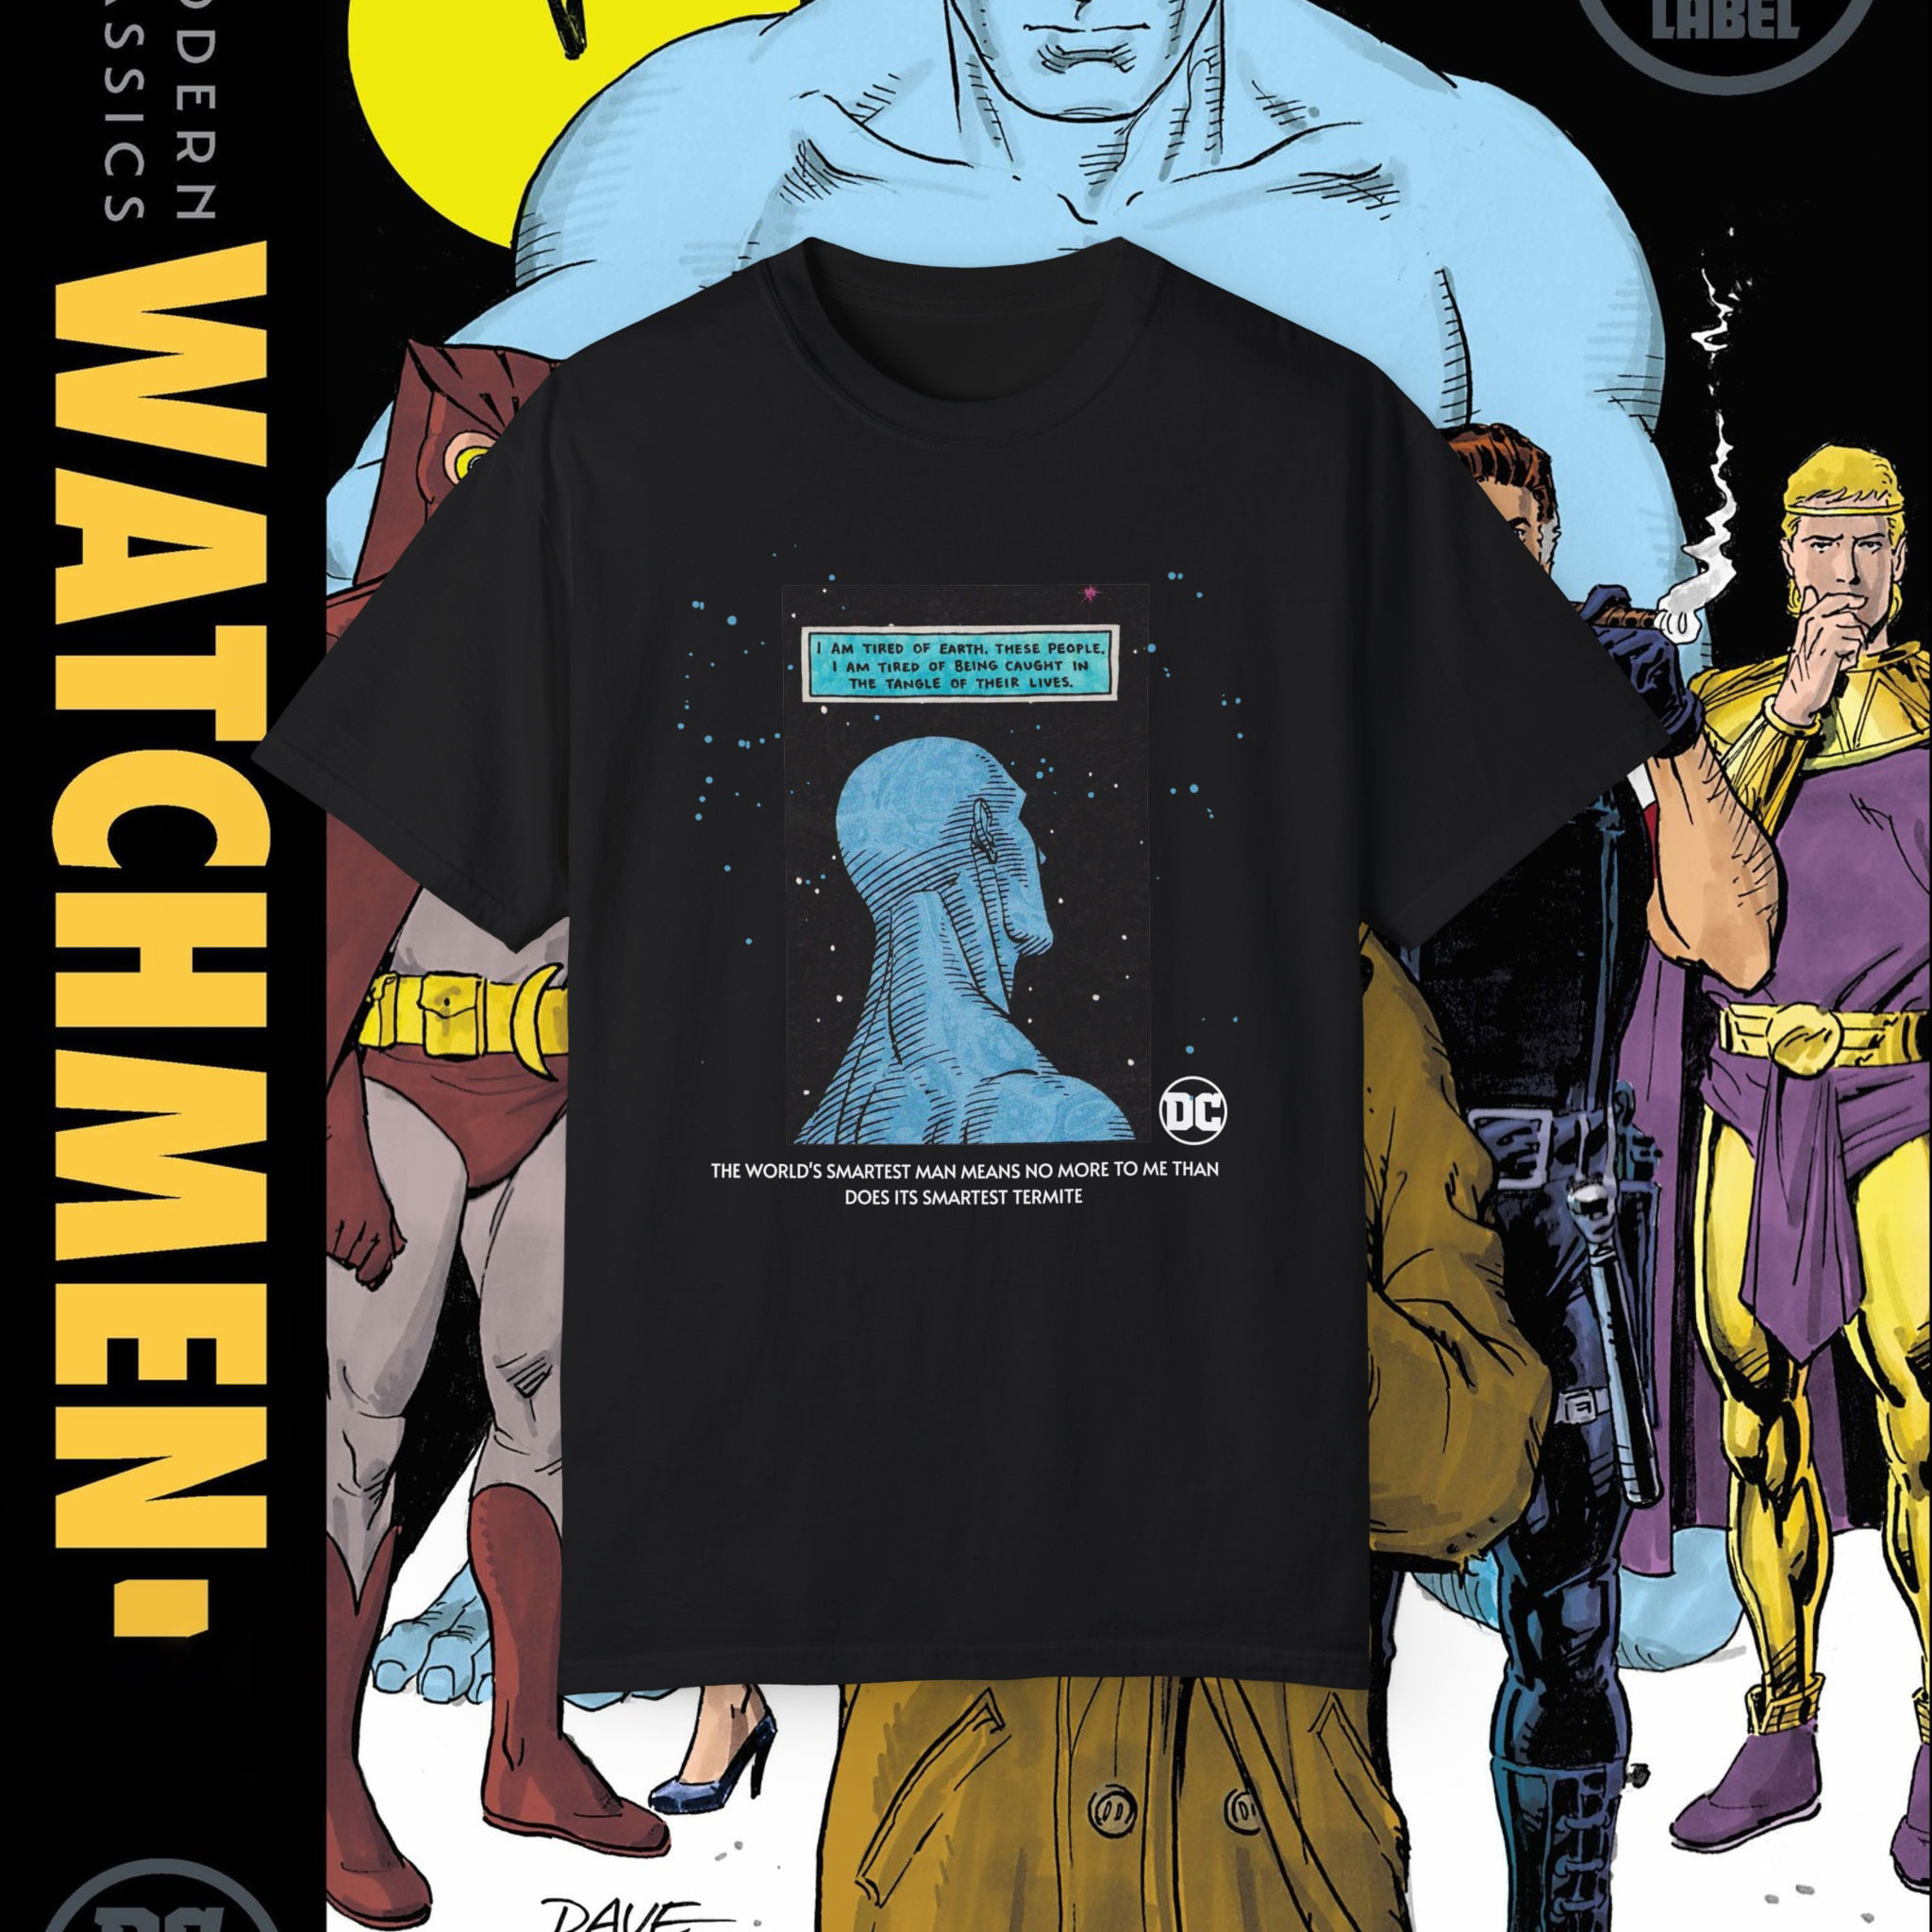 ASSICS
ODERN
WATCHMEN
LABEL
I AM TIRED OF EARTH. THESE PEOPLE.
I AM TIRED OF BEING CAUGHT IN
THE TANGLE OF THEIR LIVES.
DC
THE WORLD'S SMARTEST MAN MEANS NO MORE TO ME THAN
DOES ITS SMARTEST TERMITE
DAVE
DC